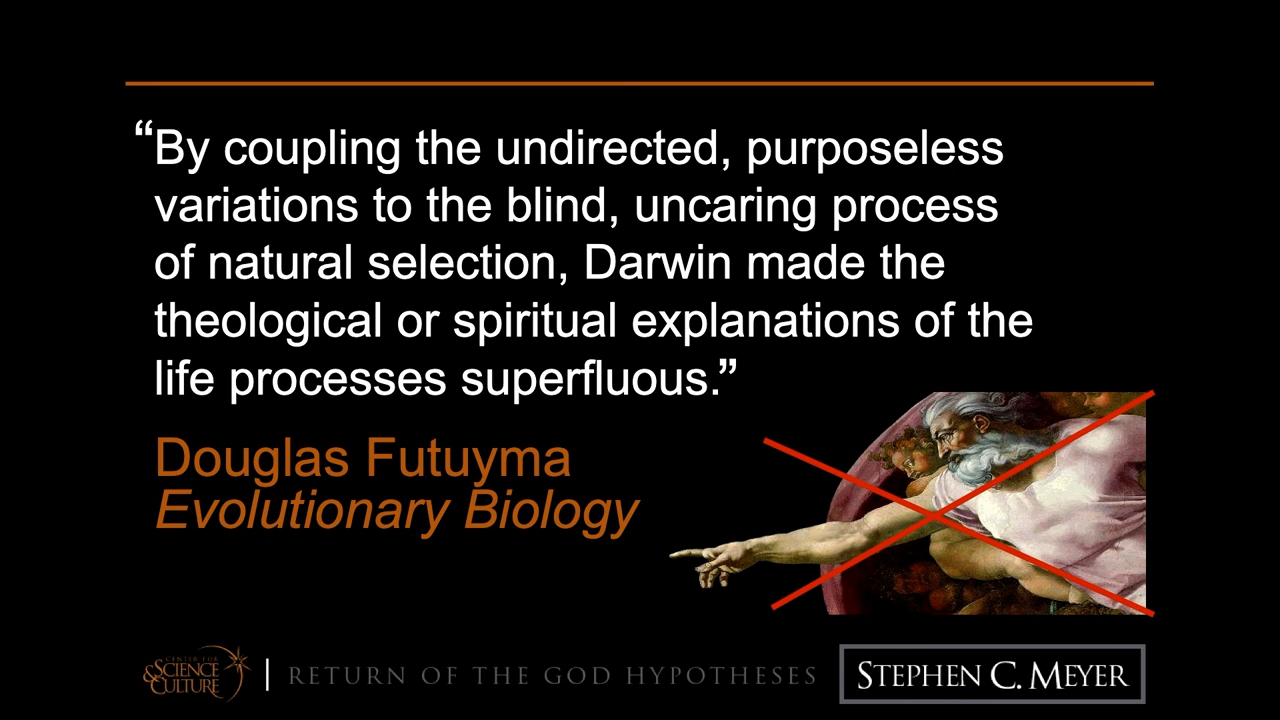 “By coupling the undirected, purposeless
variations to the blind, uncaring process
of natural selection, Darwin made the
theological or spiritual explanations of the
life processes superfluous.”
Douglas Futuyma
Evolutionary Biology
CENTER FOR
&SCIENCE
CULTURE
RETURN OF THE GOD HYPOTHESES
STEPHEN C. MEYER